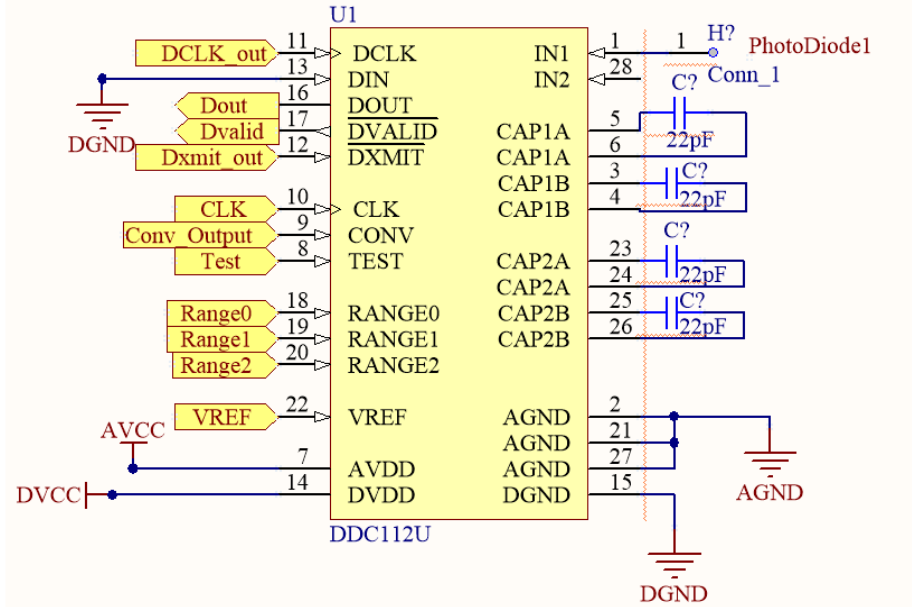 U1
DCLK_out 11 DCLK IN1 1 1 H? PhotoDiode1
13 DIN IN2 28 Conn_1
DGND
Dout 16 DOUT C?
Dvalid 17 DVALID CAP1A 5 22pF
Dxmit_out 12 DXMIT CAP1A 6
CAP1B 3 C?
CLK 10 CLK CAP1B 4 22pF
Conv_Output 9 CONV C?
Test 8 TEST CAP2A 23 22pF
CAP2A 24
Range0 18 RANGE0 CAP2B 25 C?
Range1 19 RANGE1 CAP2B 26 22pF
Range2 20 RANGE2
VREF 22 VREF AGND 2
AVCC AGND 21
7 AVDD AGND 27 AGND
DVCC 14 DVDD DGND 15
DDC112U
DGND